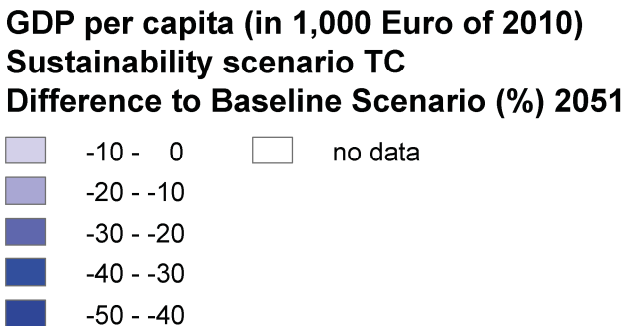 GDP per capita (in 1,000 Euro of 2010)
Sustainability scenario TC
Difference to Baseline Scenario (%) 2051
-10 - 0 no data
-20 - -10
-30 - -20
-40 - -30
-50 - -40